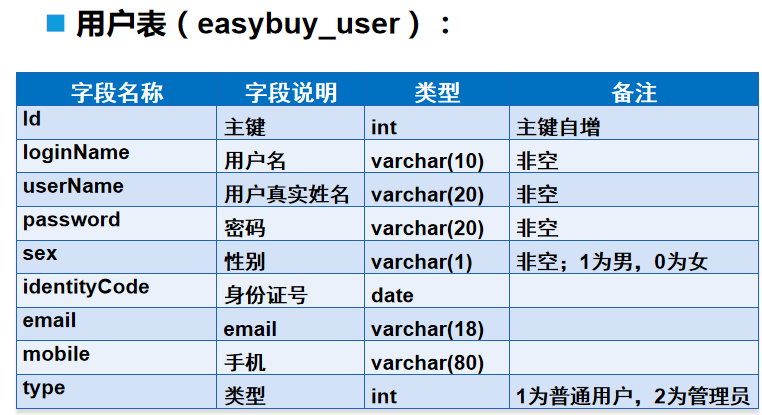 用户表（easybuy_user）：
字段名称 字段说明 类型 备注
Id 主键 int 主键自增
loginName 用户名 varchar(10) 非空
userName 用户真实姓名 varchar(20) 非空
password 密码 varchar(20) 非空
sex 性别 varchar(1) 非空；1为男，0为女
identityCode 身份证号 date
email email varchar(18)
mobile 手机 varchar(80)
type 类型 int 1为普通用户，2为管理员